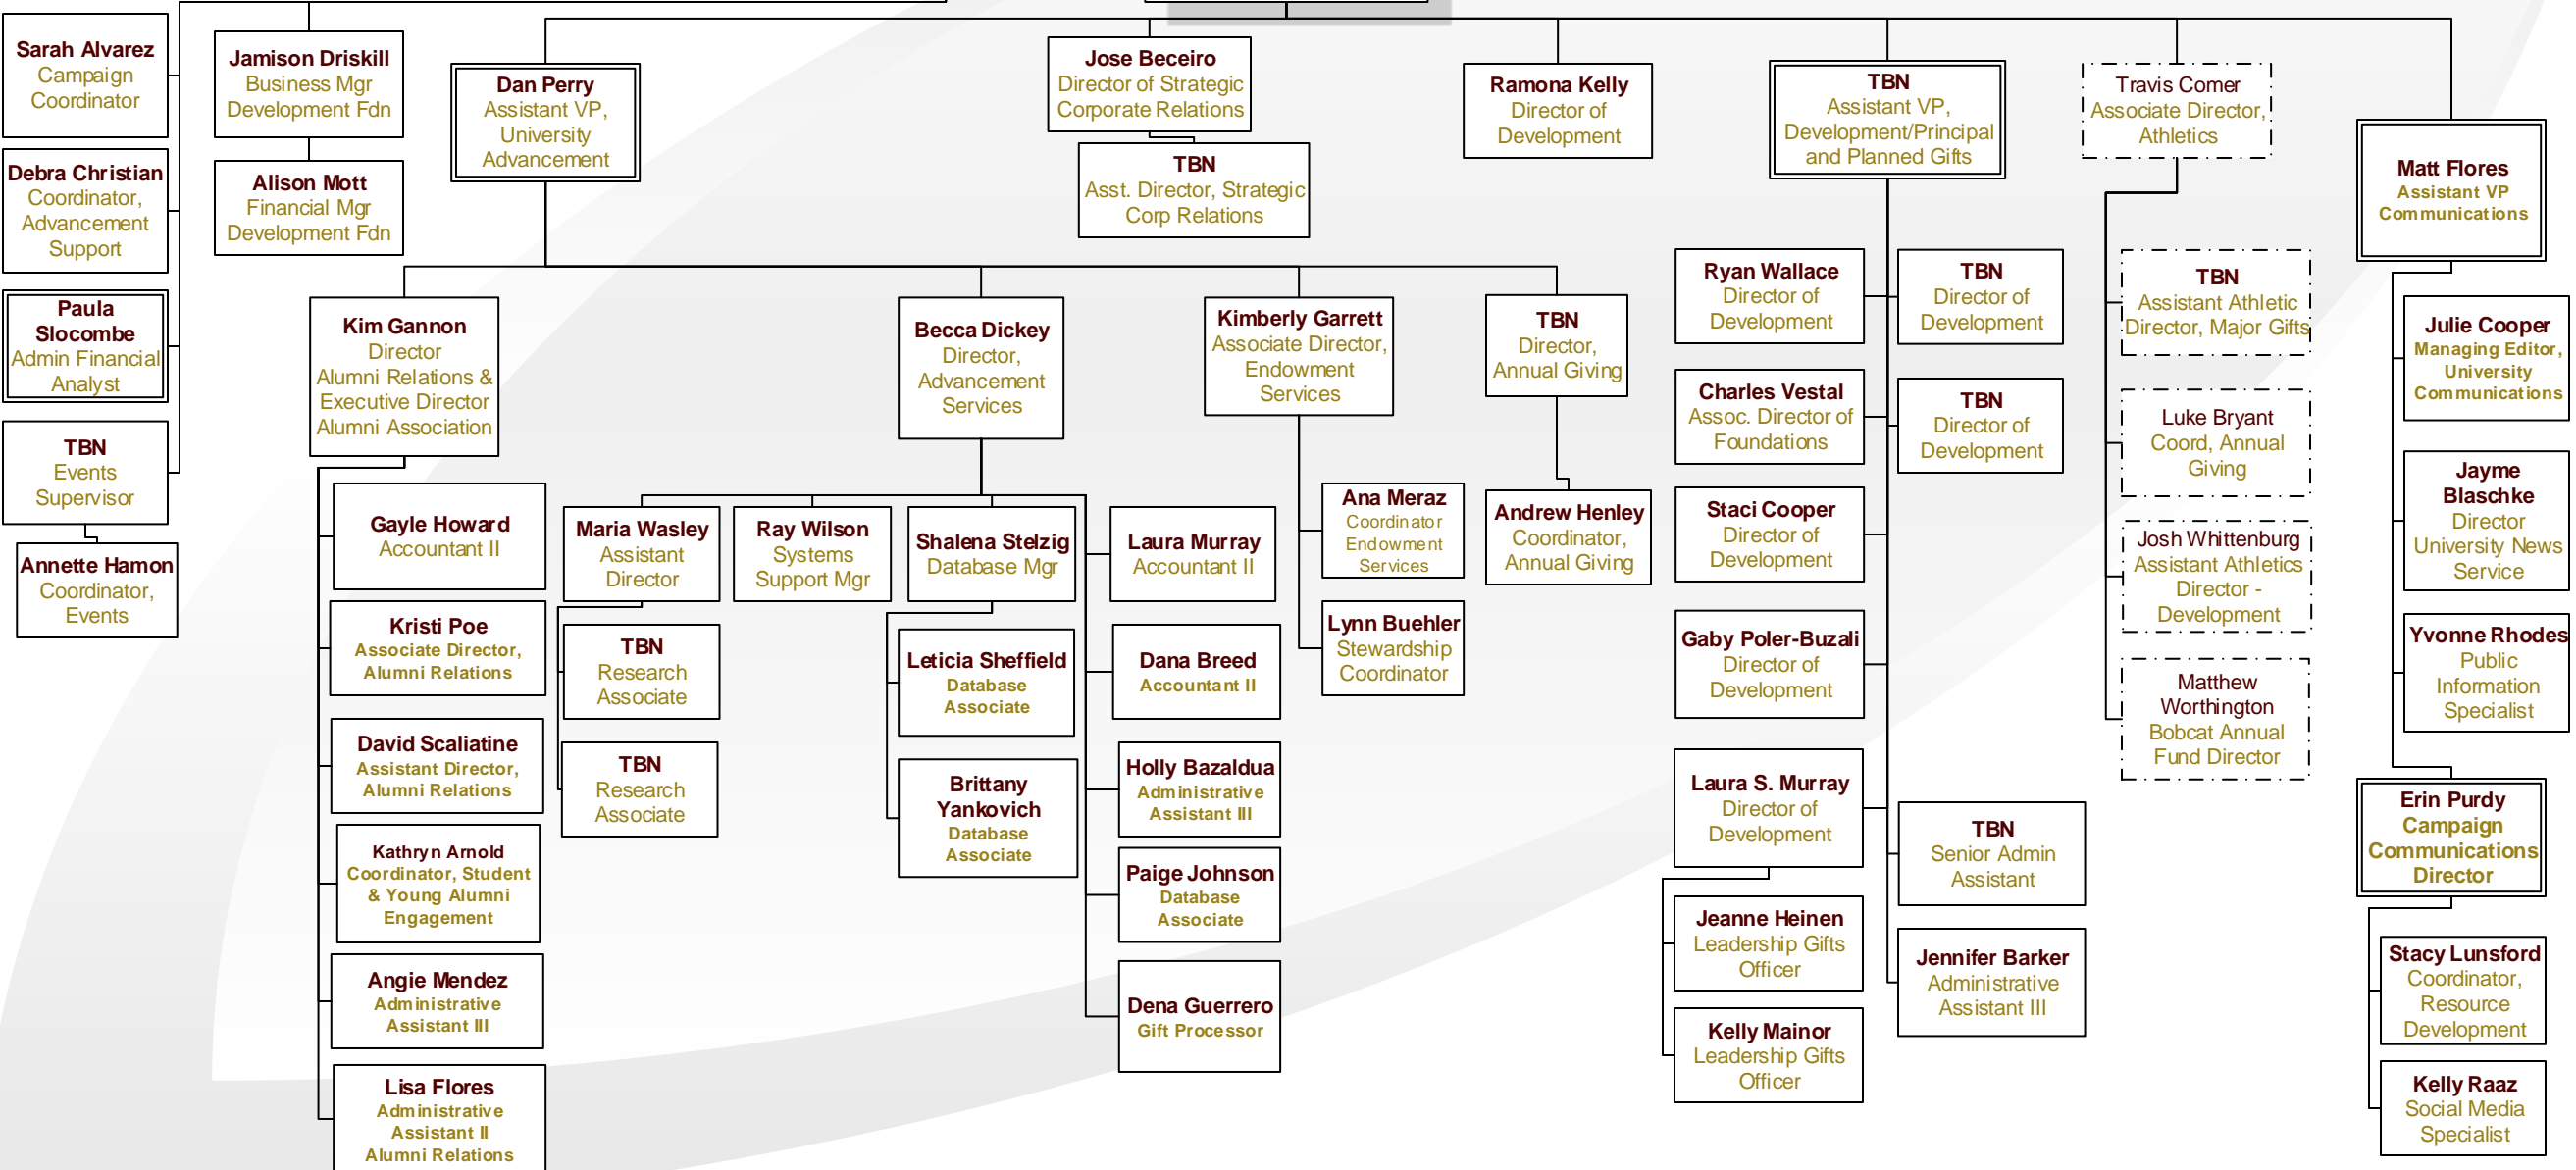 Sarah Alvarez
Campaign
Coordinator
Debra Christian
Coordinator,
Advancement
Support
Paula
Slocombe
Admin Financial
Analyst
TBN
Events
Supervisor
Annette Hamon
Coordinator,
Events
Jamison Driskill
Business Mgr
Development Fdn
Alison Mott
Financial Mgr
Development Fdn
Dan Perry
Assistant VP,
University
Advancement
Kim Gannon
Director
Alumni Relations &
Executive Director
Alumni Association
Gayle Howard
Accountant II
Kristi Poe
Associate Director,
Alumni Relations
David Scaliatine
Assistant Director,
Alumni Relations
Kathryn Arnold
Coordinator, Student
& Young Alumni
Engagement
Angie Mendez
Administrative
Assistant III
Lisa Flores
Administrative
Assistant II
Alumni Relations
Becca Dickey
Director,
Advancement
Services
Maria Wasley
Assistant
Director
TBN
Research
Associate
TBN
Research
Associate
Ray Wilson
Systems
Support Mgr
Shalena Stelzig
Database Mgr
Leticia Sheffield
Database
Associate
Brittany
Yankovich
Database
Associate
Laura Murray
Accountant II
Dana Breed
Accountant II
Holly Bazaldua
Administrative
Assistant III
Paige Johnson
Database
Associate
Dena Guerrero
Gift Processor
Kimberly Garrett
Associate Director,
Endowment
Services
Ana Meraz
Coordinator
Endowment
Services
Lynn Buehler
Stewardship
Coordinator
TBN
Director,
Annual Giving
Andrew Henley
Coordinator,
Annual Giving
Jose Beceiro
Director of Strategic
Corporate Relations
TBN
Asst. Director, Strategic
Corp Relations
Ramona Kelly
Director of
Development
TBN
Assistant VP,
Development/Principal
and Planned Gifts
Ryan Wallace
Director of
Development
TBN
Director of
Development
Charles Vestal
Assoc. Director of
Foundations
TBN
Director of
Development
Staci Cooper
Director of
Development
Gaby Poler-Buzali
Director of
Development
Laura S. Murray
Director of
Development
Jeanne Heinen
Leadership Gifts
Officer
Kelly Mainor
Leadership Gifts
Officer
TBN
Senior Admin
Assistant
Jennifer Barker
Administrative
Assistant III
Travis Comer
Associate Director,
Athletics
TBN
Assistant Athletic
Director, Major Gifts
Luke Bryant
Coord, Annual
Giving
Josh Whittenburg
Assistant Athletics
Director -
Development
Matthew
Worthington
Bobcat Annual
Fund Director
Matt Flores
Assistant VP
Communications
Julie Cooper
Managing Editor,
University
Communications
Jayme
Blaschke
Director
University News
Service
Yvonne Rhodes
Public
Information
Specialist
Erin Purdy
Campaign
Communications
Director
Stacy Lunsford
Coordinator,
Resource
Development
Kelly Raaz
Social Media
Specialist